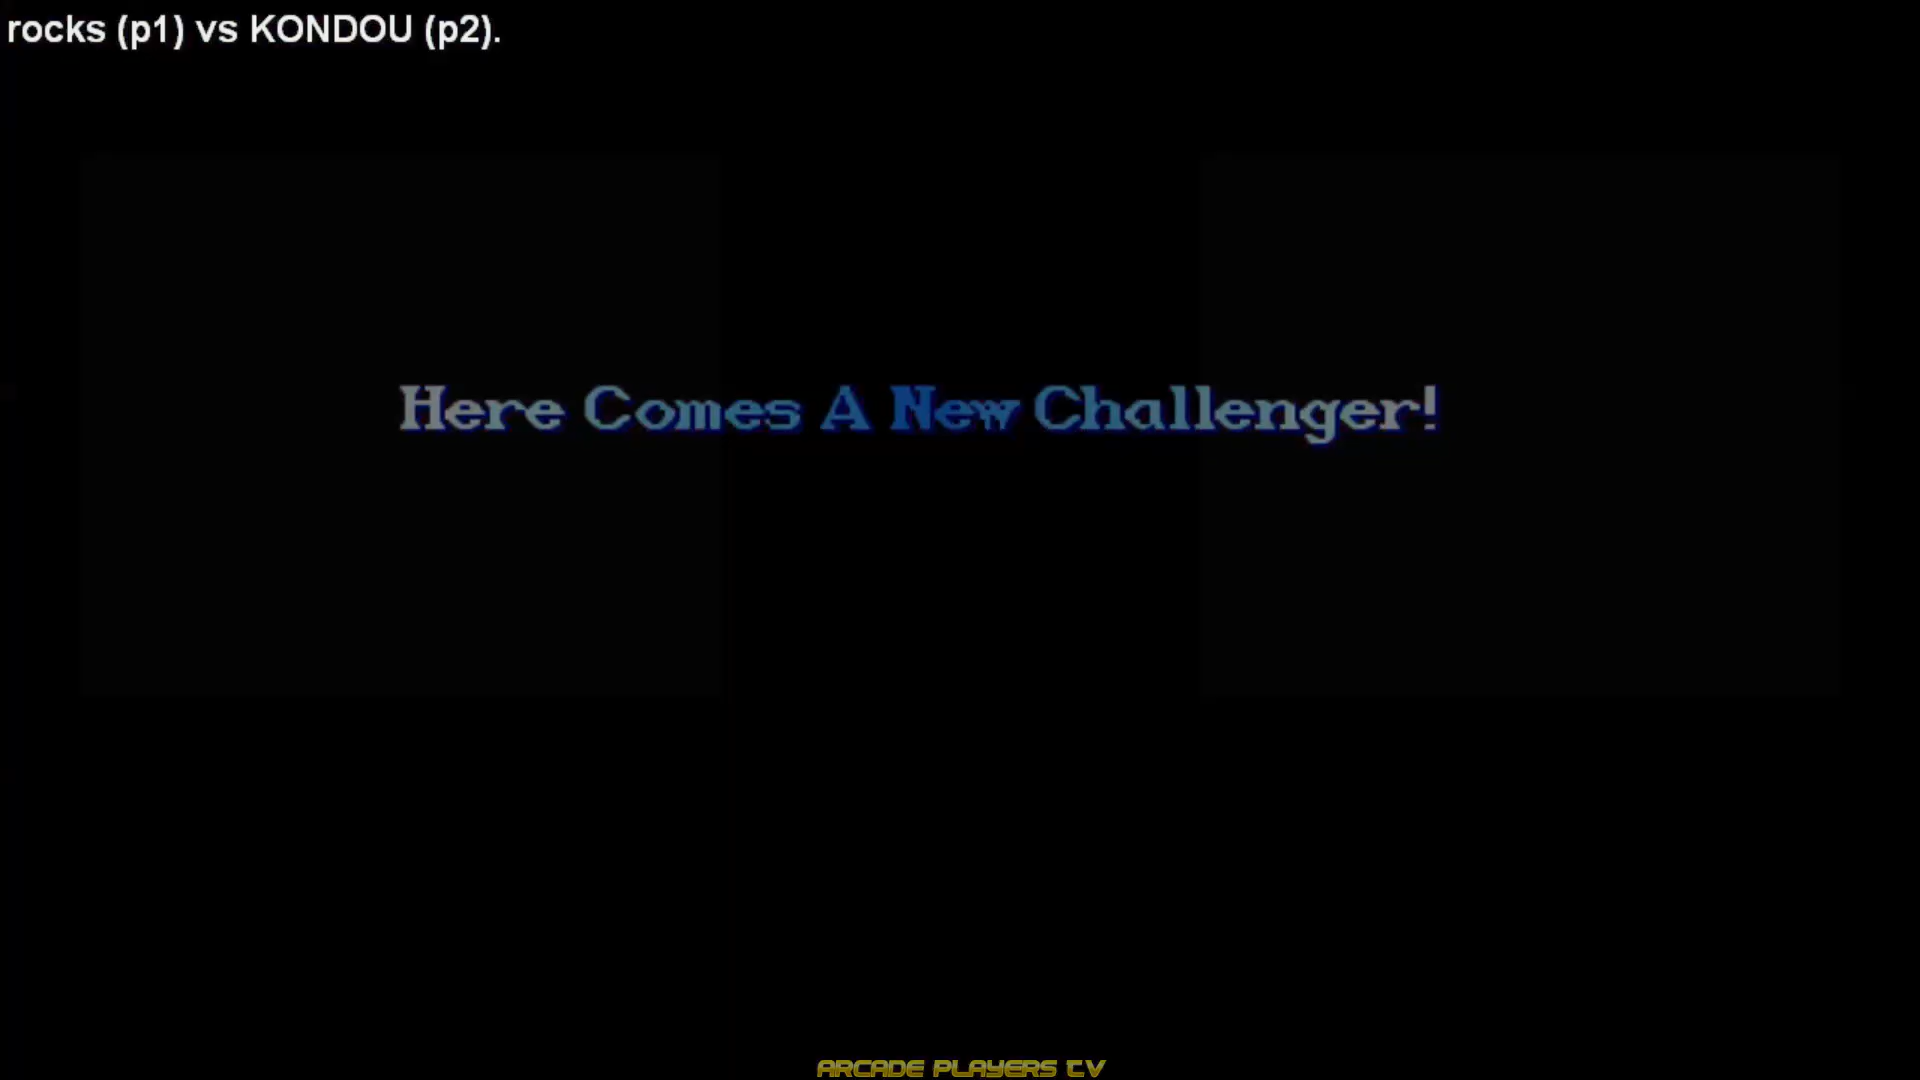 rocks (p1) vs KONDOU (p2).
Here Comes A New Challenger!
ARCADE PLAYERS TV